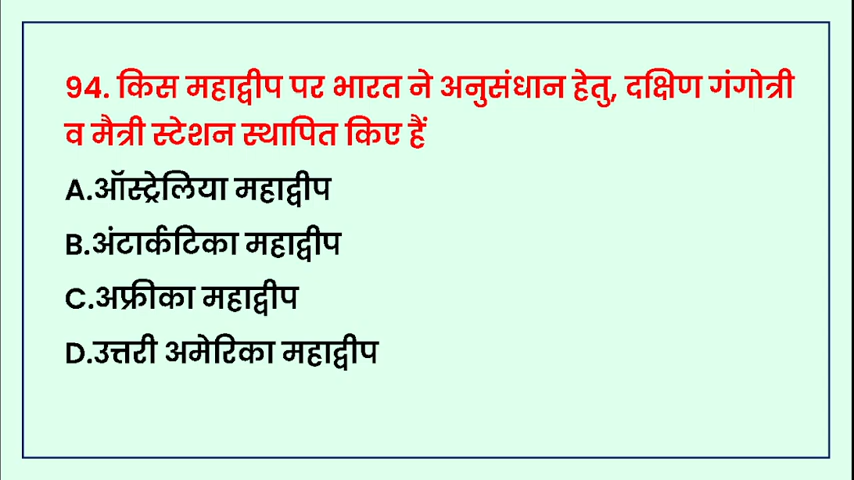 94. किस महाद्वीप पर भारत ने अनुसंधान हेतु, दक्षिण गंगोत्री
व मैत्री स्टेशन स्थापित किए हैं
A.ऑस्ट्रेलिया महाद्वीप
B.अंटार्कटिका महाद्वीप
C.अफ्रीका महाद्वीप
D.उत्तरी अमेरिका महाद्वीप